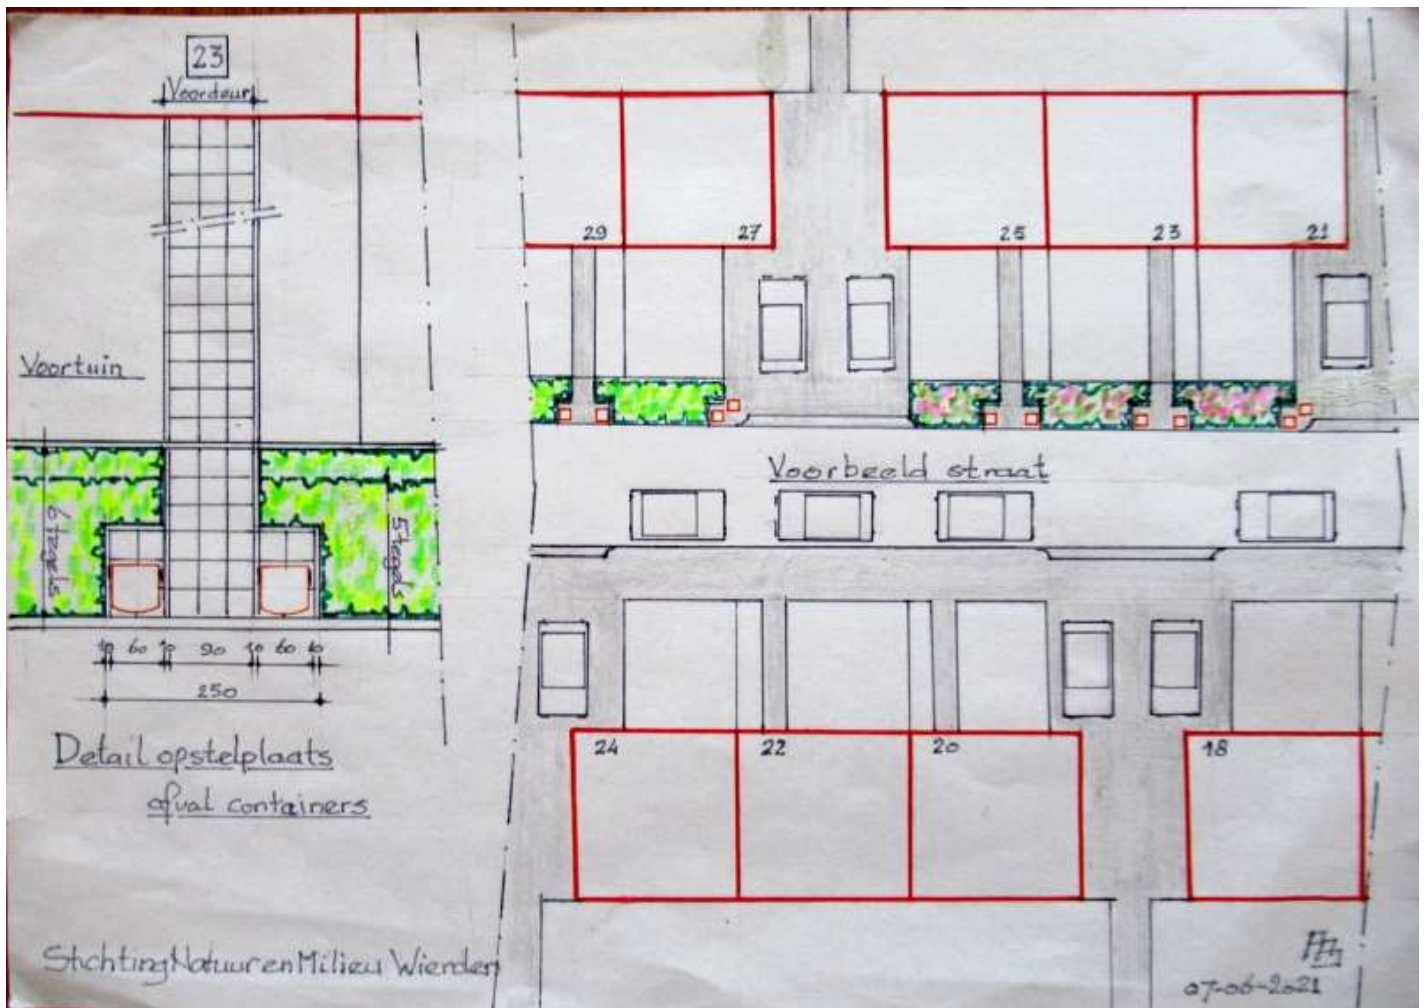 23
Voordeur
Voortuin
6 tegels
5 tegels
10 60 10 90 10 60 10
250
Detail opstelplaats
afval containers
Stichting Natuur en Milieu Wierden
29 27 25 23 21
Voorbeeld straat
24 22 20 18
07-06-2021